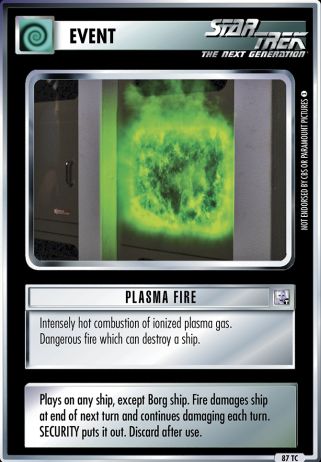 EVENT
STAR TREK
THE NEXT GENERATION
NOT ENDORSED BY CBS OR PARAMOUNT PICTURES
PLASMA FIRE
Intensely hot combustion of ionized plasma gas.
Dangerous fire which can destroy a ship.
Plays on any ship, except Borg ship. Fire damages ship
at end of next turn and continues damaging each turn.
SECURITY puts it out. Discard after use.
87 TC